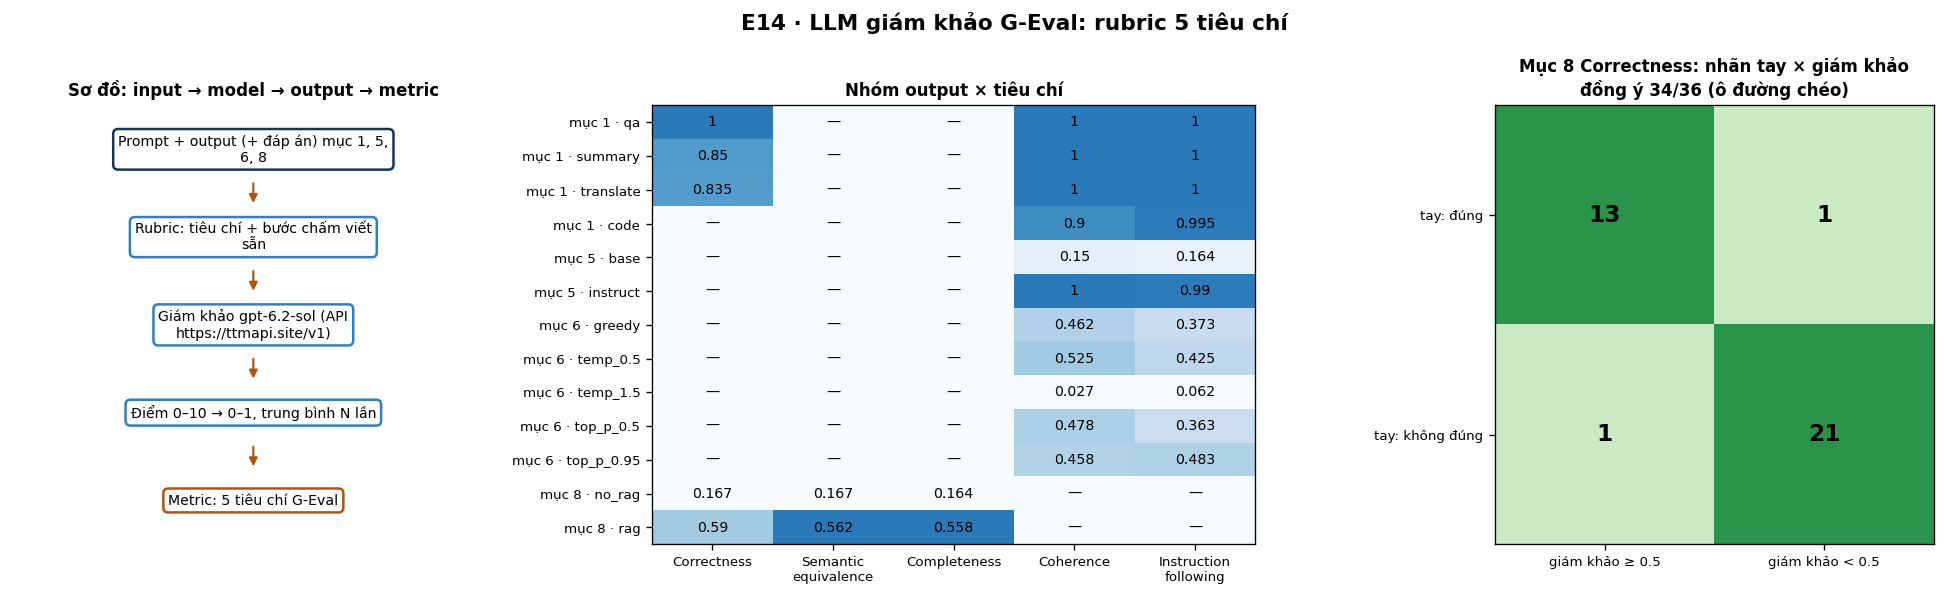 E14 · LLM giám khảo G-Eval: rubric 5 tiêu chí
Sơ đồ: input → model → output → metric
Prompt + output (+ đáp án) mục 1, 5,
6, 8
Rubric: tiêu chí + bước chấm viết
sẵn
Giám khảo gpt-6.2-sol (API
https://ttmapi.site/v1)
Điểm 0–10 → 0–1, trung bình N lần
Metric: 5 tiêu chí G-Eval
Nhóm output × tiêu chí
mục 1 · qa 1 — — 1 1
mục 1 · summary 0.85 — — 1 1
mục 1 · translate 0.835 — — 1 1
mục 1 · code — — — 0.9 0.995
mục 5 · base — — — 0.15 0.164
mục 5 · instruct — — — 1 0.99
mục 6 · greedy — — — 0.462 0.373
mục 6 · temp_0.5 — — — 0.525 0.425
mục 6 · temp_1.5 — — — 0.027 0.062
mục 6 · top_p_0.5 — — — 0.478 0.363
mục 6 · top_p_0.95 — — — 0.458 0.483
mục 8 · no_rag 0.167 0.167 0.164 — —
mục 8 · rag 0.59 0.562 0.558 — —
Correctness Semantic Completeness Coherence Instruction
equivalence following
Mục 8 Correctness: nhãn tay × giám khảo
đồng ý 34/36 (ô đường chéo)
tay: đúng 13 1
tay: không đúng 1 21
giám khảo ≥ 0.5 giám khảo < 0.5